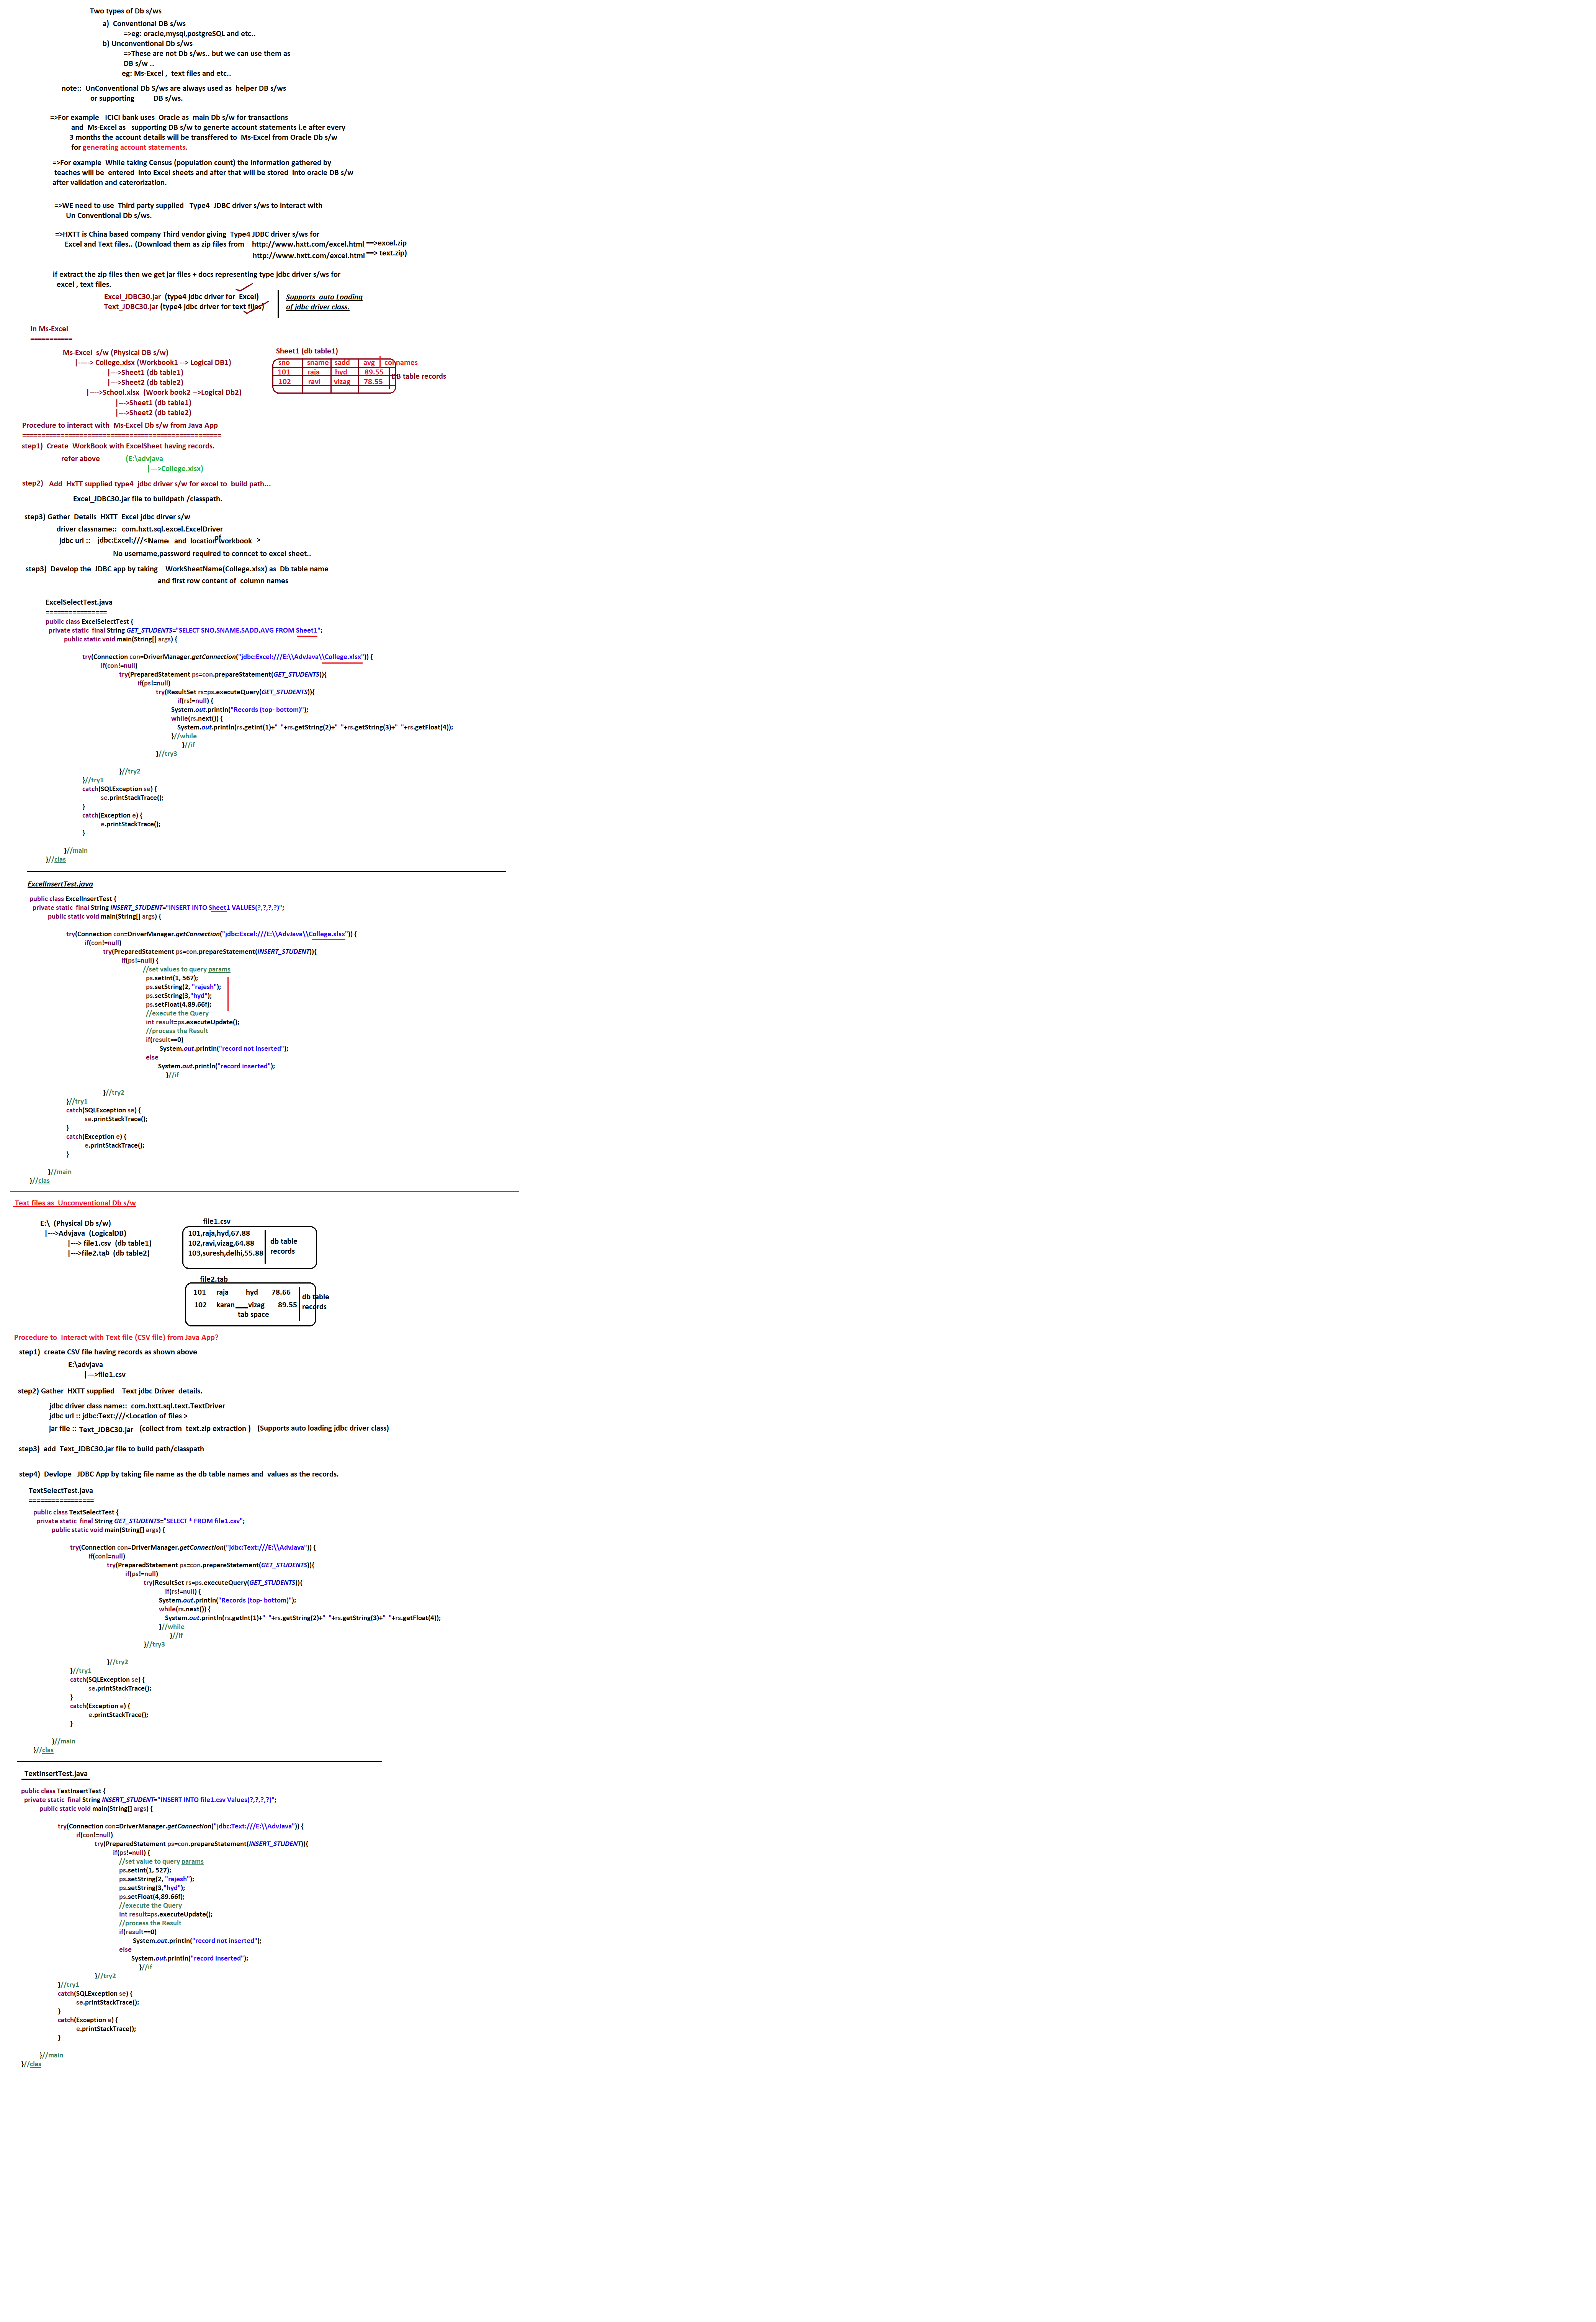 Two types of Db s/ws
a)  Conventional DB s/ws
=>eg: oracle,mysql,postgreSQL and etc..
b) Unconventional Db s/ws
=>These are not Db s/ws.. but we can use them as
DB s/w ..
eg: Ms-Excel ,  text files and etc..
note::  UnConventional Db S/ws are always used as  helper DB s/ws
or supporting        DB s/ws.
=>For example   ICICI bank uses  Oracle as  main Db s/w for transactions
and  Ms-Excel as   supporting DB s/w to generte account statements i.e after every
3 months the account details will be transffered to  Ms-Excel from Oracle Db s/w
for generating account statements.
=>For example  While taking Census (population count) the information gathered by
teaches will be  entered  into Excel sheets and after that will be stored  into oracle DB s/w
after validation and caterorization.
=>WE need to use  Third party suppiled   Type4  JDBC driver s/ws to interact with
Un Conventional Db s/ws.
=>HXTT is China based company Third vendor giving  Type4 JDBC driver s/ws for
Excel and Text files.. (Download them as zip files from    http://www.hxtt.com/excel.html ==>excel.zip
http://www.hxtt.com/excel.html ==> text.zip)
if extract the zip files then we get jar files + docs representing type jdbc driver s/ws for
excel , text files.
Excel_JDBC30.jar  (type4 jdbc driver for  Excel)
Text_JDBC30.jar (type4 jdbc driver for text files)
Supports  auto Loading
of jdbc driver class.
In Ms-Excel
===========
Ms-Excel  s/w (Physical DB s/w)
|-----> College.xlsx (Workbook1 --> Logical DB1)
|--->Sheet1 (db table1)
|--->Sheet2 (db table2)
|---->School.xlsx  (Woork book2 -->Logical Db2)
|--->Sheet1 (db table1)
|--->Sheet2 (db table2)
Sheet1 (db table1)
sno sname sadd avg col names
101 raja hyd 89.55
102 ravi vizag 78.55
DB table records
Procedure to interact with  Ms-Excel Db s/w from Java App
====================================================
step1)  Create  WorkBook with ExcelSheet having records.
refer above (E:\advjava
|--->College.xlsx)
step2)  Add  HxTT supplied type4  jdbc driver s/w for excel to  build path...
Excel_JDBC30.jar file to buildpath /classpath.
step3) Gather  Details  HXTT  Excel jdbc dirver s/w
driver classname::  com.hxtt.sql.excel.ExcelDriver
jdbc url ::   jdbc:Excel:///<Name  and  location of workbook  >
No username,password required to conncet to excel sheet..
step3)  Develop the  JDBC app by taking   WorkSheetName(College.xlsx) as  Db table name
and first row content of  column names
ExcelSelectTest.java
================
public class ExcelSelectTest {
private static  final String GET_STUDENTS="SELECT SNO,SNAME,SADD,AVG FROM Sheet1";
public static void main(String[] args) {
try(Connection con=DriverManager.getConnection("jdbc:Excel:///E:\\AdvJava\\College.xlsx")) {
if(con!=null)
try(PreparedStatement ps=con.prepareStatement(GET_STUDENTS)){
if(ps!=null)
try(ResultSet rs=ps.executeQuery(GET_STUDENTS)){
if(rs!=null) {
System.out.println("Records (top- bottom)");
while(rs.next()) {
System.out.println(rs.getInt(1)+"  "+rs.getString(2)+"  "+rs.getString(3)+"  "+rs.getFloat(4));
}//while
}//if
}//try3
}//try2
}//try1
catch(SQLException se) {
se.printStackTrace();
}
catch(Exception e) {
e.printStackTrace();
}
}//main
}//clas
ExcelInsertTest.java
public class ExcelInsertTest {
private static  final String INSERT_STUDENT="INSERT INTO Sheet1 VALUES(?,?,?,?)";
public static void main(String[] args) {
try(Connection con=DriverManager.getConnection("jdbc:Excel:///E:\\AdvJava\\College.xlsx")) {
if(con!=null)
try(PreparedStatement ps=con.prepareStatement(INSERT_STUDENT)){
if(ps!=null) {
//set values to query params
ps.setInt(1, 567);
ps.setString(2, "rajesh");
ps.setString(3,"hyd");
ps.setFloat(4,89.66f);
//execute the Query
int result=ps.executeUpdate();
//process the Result
if(result==0)
System.out.println("record not inserted");
else
System.out.println("record inserted");
}//if
}//try2
}//try1
catch(SQLException se) {
se.printStackTrace();
}
catch(Exception e) {
e.printStackTrace();
}
}//main
}//clas
Text files as  Unconventional Db s/w
E:\  (Physical Db s/w)
|--->Advjava  (LogicalDB)
|---> file1.csv  (db table1)
|--->file2.tab  (db table2)
file1.csv
101,raja,hyd,67.88
102,ravi,vizag,64.88
103,suresh,delhi,55.88
db table
records
file2.tab
101 raja hyd 78.66
102 karan vizag 89.55
tab space
db table
records
Procedure to  Interact with Text file (CSV file) from Java App?
step1)  create CSV file having records as shown above
E:\advjava
|--->file1.csv
step2) Gather  HXTT supplied    Text jdbc Driver  details.
jdbc driver class name::  com.hxtt.sql.text.TextDriver
jdbc url :: jdbc:Text:///<Location of files >
jar file :: Text_JDBC30.jar   (collect from  text.zip extraction )   (Supports auto loading jdbc driver class)
step3)  add  Text_JDBC30.jar file to build path/classpath
step4)  Devlope   JDBC App by taking file name as the db table names and  values as the records.
TextSelectTest.java
=================
public class TextSelectTest {
private static  final String GET_STUDENTS="SELECT * FROM file1.csv";
public static void main(String[] args) {
try(Connection con=DriverManager.getConnection("jdbc:Text:///E:\\AdvJava")) {
if(con!=null)
try(PreparedStatement ps=con.prepareStatement(GET_STUDENTS)){
if(ps!=null)
try(ResultSet rs=ps.executeQuery(GET_STUDENTS)){
if(rs!=null) {
System.out.println("Records (top- bottom)");
while(rs.next()) {
System.out.println(rs.getInt(1)+"  "+rs.getString(2)+"  "+rs.getString(3)+"  "+rs.getFloat(4));
}//while
}//if
}//try3
}//try2
}//try1
catch(SQLException se) {
se.printStackTrace();
}
catch(Exception e) {
e.printStackTrace();
}
}//main
}//clas
TextInsertTest.java
public class TextInsertTest {
private static  final String INSERT_STUDENT="INSERT INTO file1.csv Values(?,?,?,?)";
public static void main(String[] args) {
try(Connection con=DriverManager.getConnection("jdbc:Text:///E:\\AdvJava")) {
if(con!=null)
try(PreparedStatement ps=con.prepareStatement(INSERT_STUDENT)){
if(ps!=null) {
//set value to query params
ps.setInt(1, 527);
ps.setString(2, "rajesh");
ps.setString(3,"hyd");
ps.setFloat(4,89.66f);
//execute the Query
int result=ps.executeUpdate();
//process the Result
if(result==0)
System.out.println("record not inserted");
else
System.out.println("record inserted");
}//if
}//try2
}//try1
catch(SQLException se) {
se.printStackTrace();
}
catch(Exception e) {
e.printStackTrace();
}
}//main
}//clas